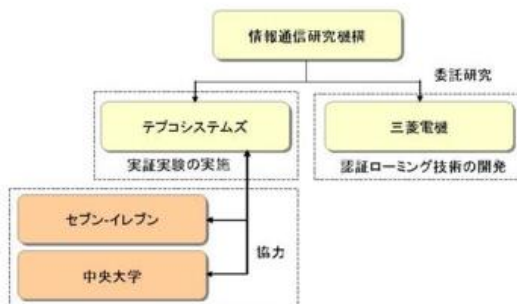 情報通信研究機構
委託研究
テプコシステムズ
三菱電機
実証実験の実施
認証ローミング技術の開発
セブン-イレブン
協力
中央大学